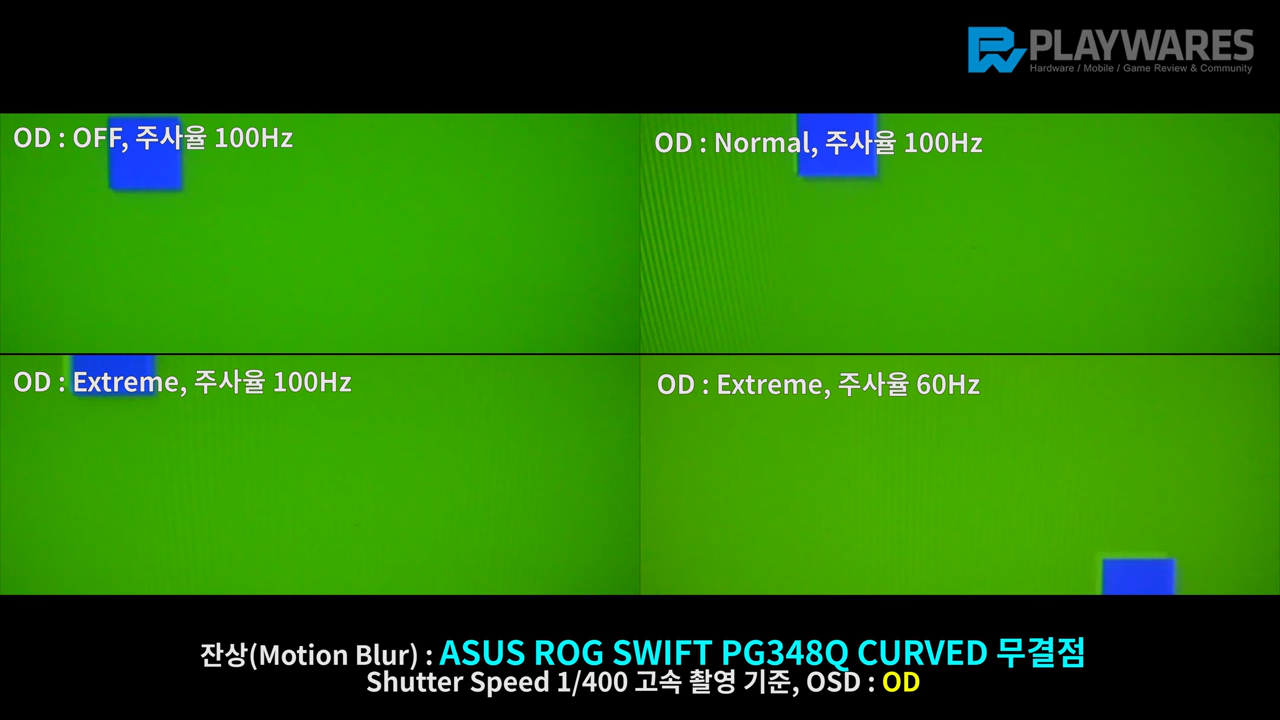 PLAYWARES
Hardware / Mobile / Game Review & Community
OD : OFF, 주사율 100Hz
OD : Normal, 주사율 100Hz
OD : Extreme, 주사율 100Hz
OD : Extreme, 주사율 60Hz
잔상(Motion Blur) : ASUS ROG SWIFT PG348Q CURVED 무결점
Shutter Speed 1/400 고속 촬영 기준, OSD : OD